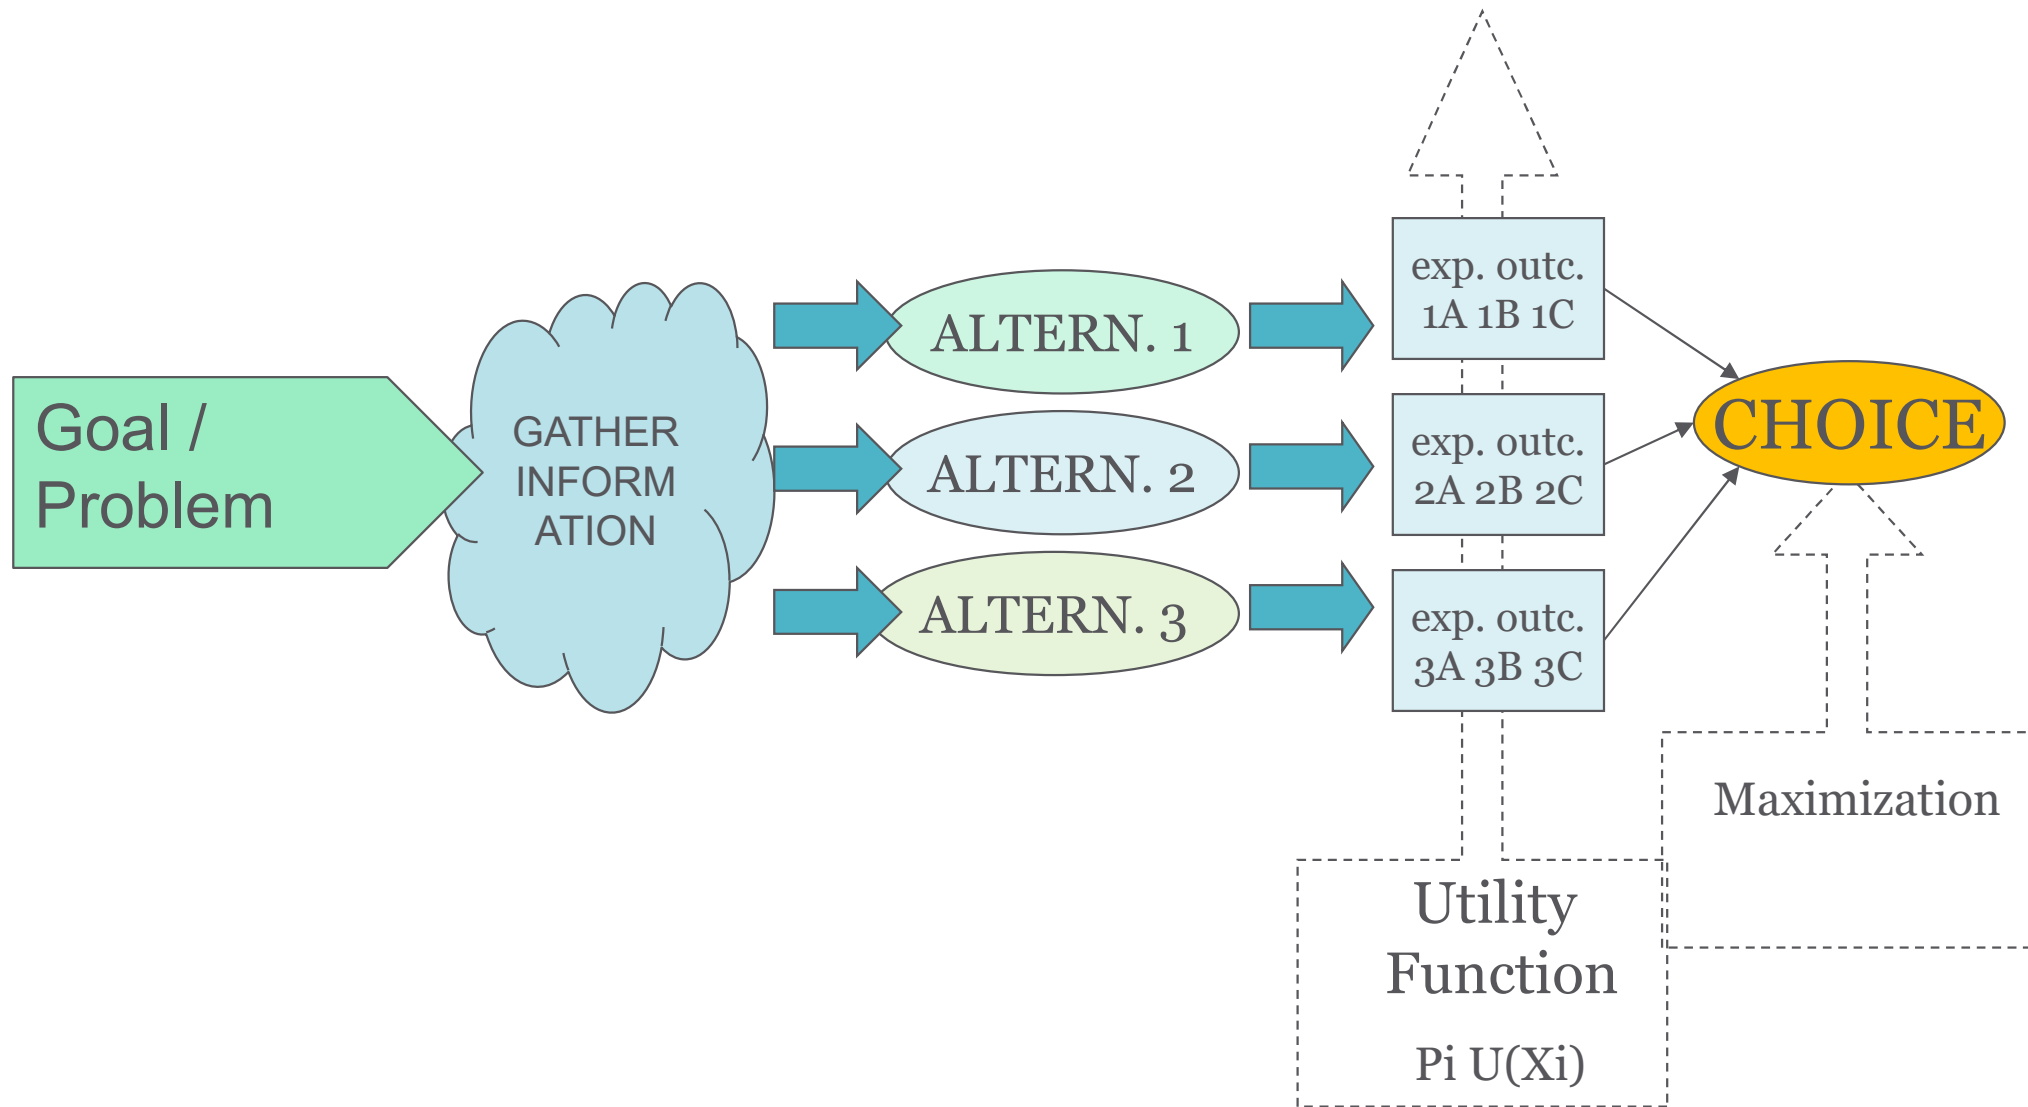 Goal /
Problem
GATHER
INFORM
ATION
ALTERN. 1
ALTERN. 2
ALTERN. 3
exp. outc.
1A 1B 1C
exp. outc.
2A 2B 2C
exp. outc.
3A 3B 3C
CHOICE
Maximization
Utility
Function
Pi U(Xi)